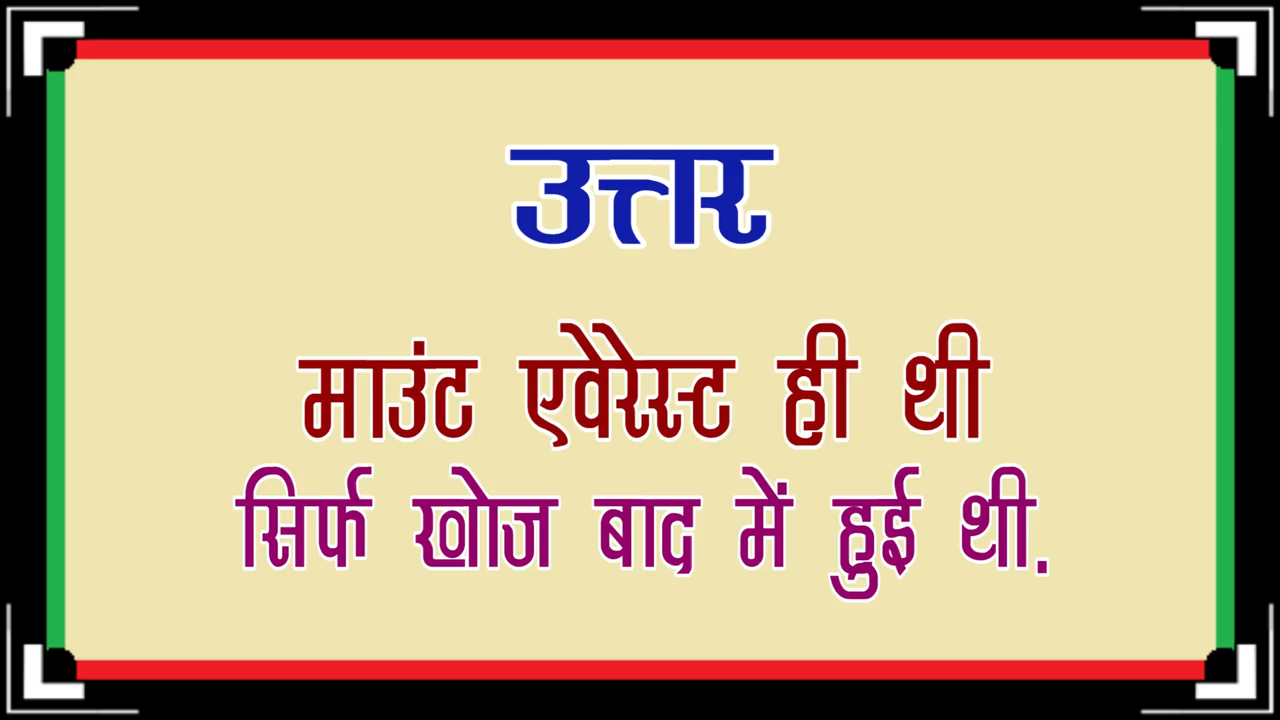 उत्तर
माउंट एवेरेस्ट ही थी
सिर्फ खोज बाद में हुई थी.